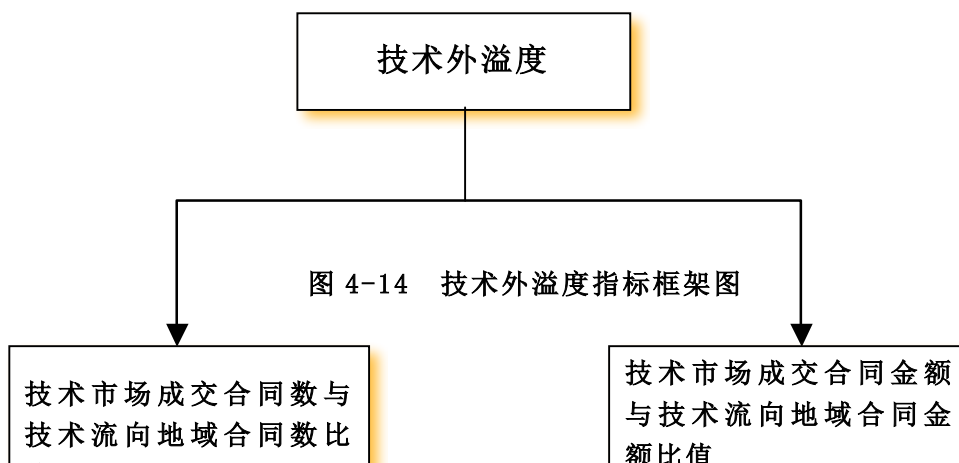 技术外溢度
图 4-14 技术外溢度指标框架图
技术市场成交合同数与
技术流向地域合同数比
技术市场成交合同金额
与技术流向地域合同金
额比值